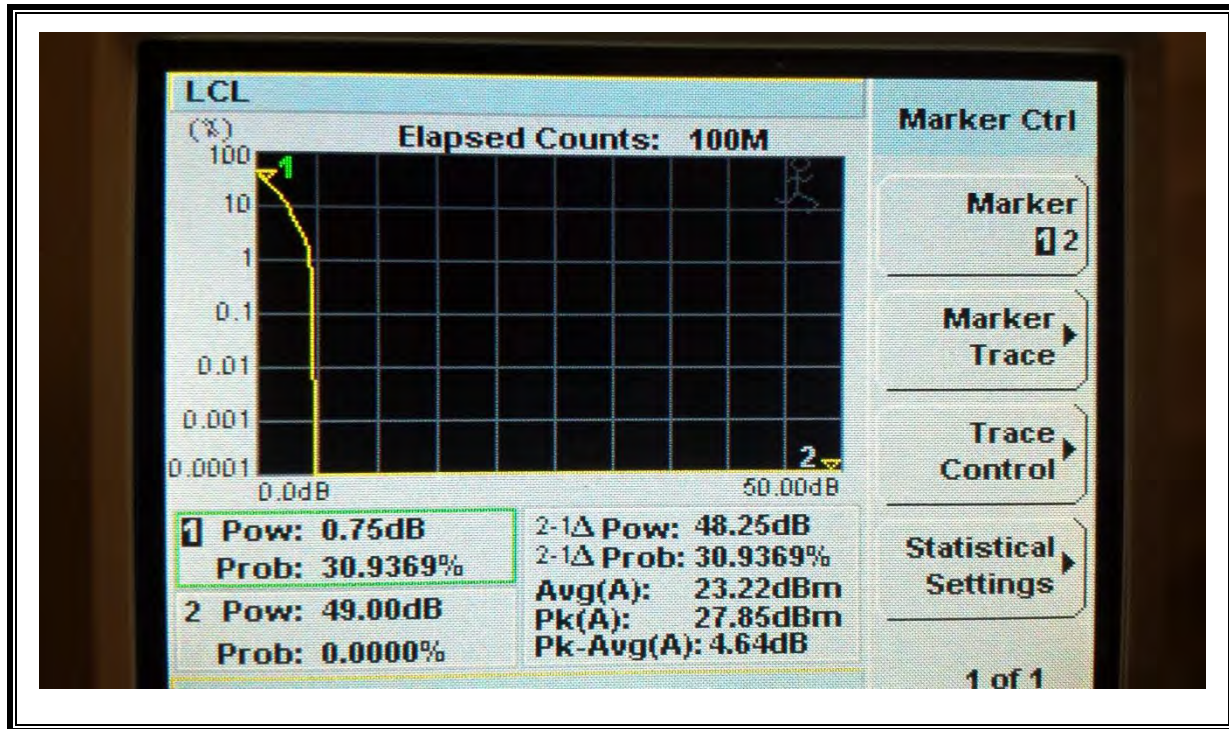 LCL
(%)
Elapsed Counts: 100M
100
1
10
1
0.1
0.01
0.001
0.0001
2
0.0dB
50.00dB
1 Pow: 0.75dB
Prob: 30.9369%
2 Pow: 49.00dB
Prob: 0.0000%
2-1Δ Pow: 48.25dB
2-1Δ Prob: 30.9369%
Avg(A): 23.22dBm
Pk(A): 27.85dBm
Pk-Avg(A): 4.64dB
Marker Ctrl
Marker
1 2
Marker
Trace
Trace
Control
Statistical
Settings
1 of 1